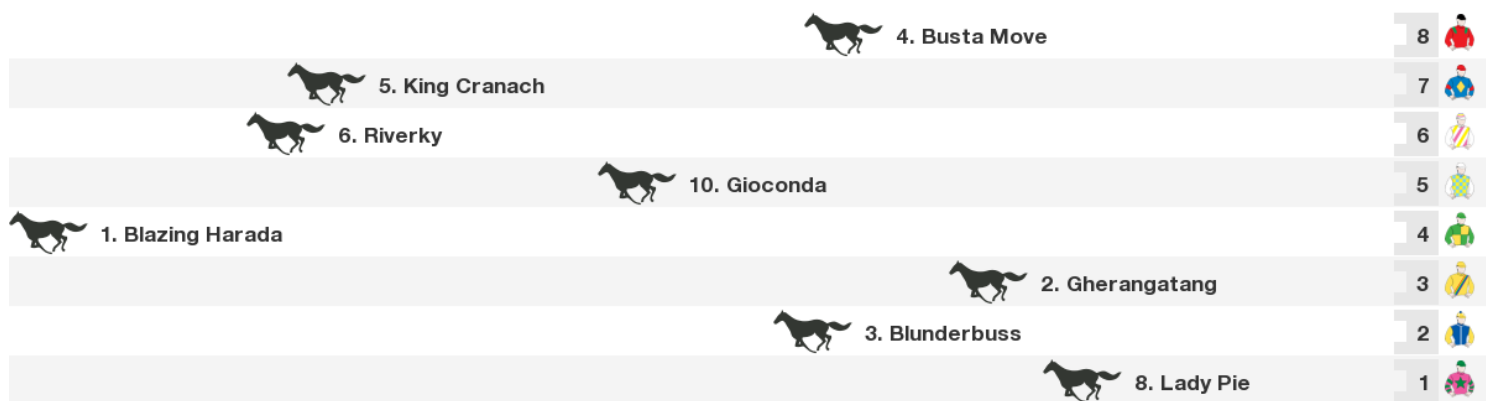 4. Busta Move 8
5. King Cranach 7
6. Riverky 6
10. Gioconda 5
1. Blazing Harada 4
2. Gherangatang 3
3. Blunderbuss 2
8. Lady Pie 1